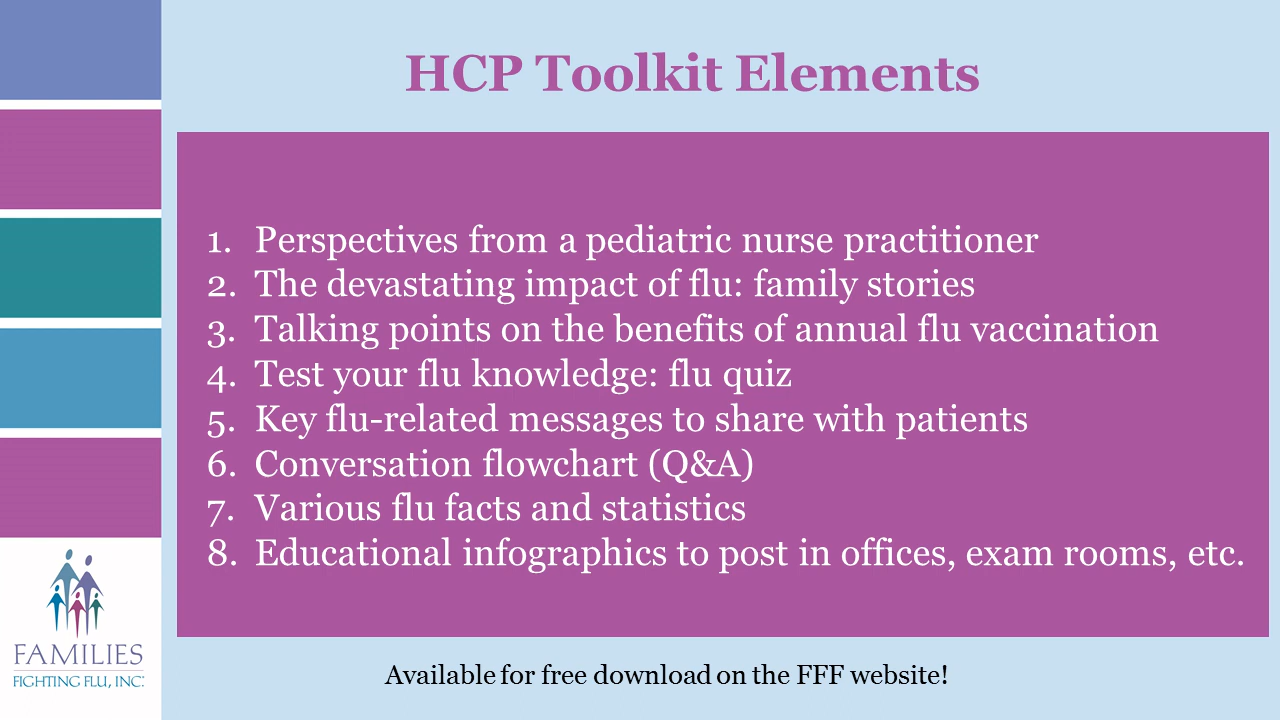 HCP Toolkit Elements
1. Perspectives from a pediatric nurse practitioner
2. The devastating impact of flu: family stories
3. Talking points on the benefits of annual flu vaccination
4. Test your flu knowledge: flu quiz
5. Key flu-related messages to share with patients
6. Conversation flowchart (Q&A)
7. Various flu facts and statistics
8. Educational infographics to post in offices, exam rooms, etc.
FAMILIES
FIGHTING FLU, INC.
Available for free download on the FFF website!